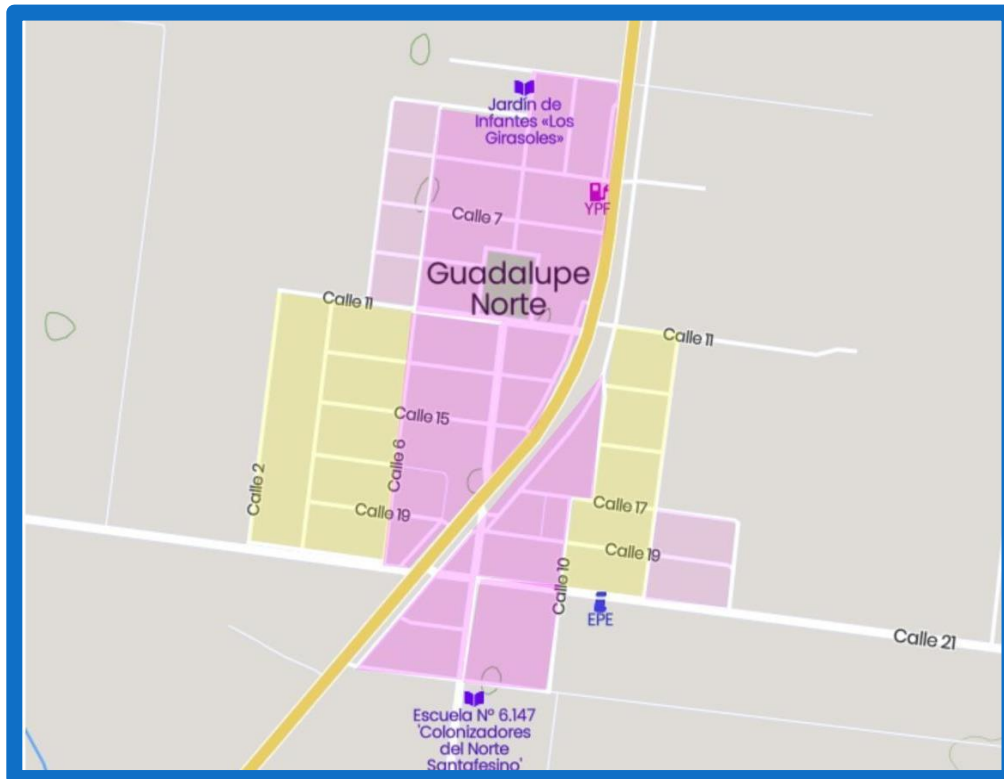 Jardín de
Infantes «Los
Girasoles»
YPF
Calle 7
Guadalupe
Norte
Calle 11
Calle 11
Calle 15
Calle 6
Calle 2
Calle 17
Calle 19
Calle 19
Calle 10
EPE
Calle 21
Escuela Nº 6.147
'Colonizadores
del Norte
Santafesino'